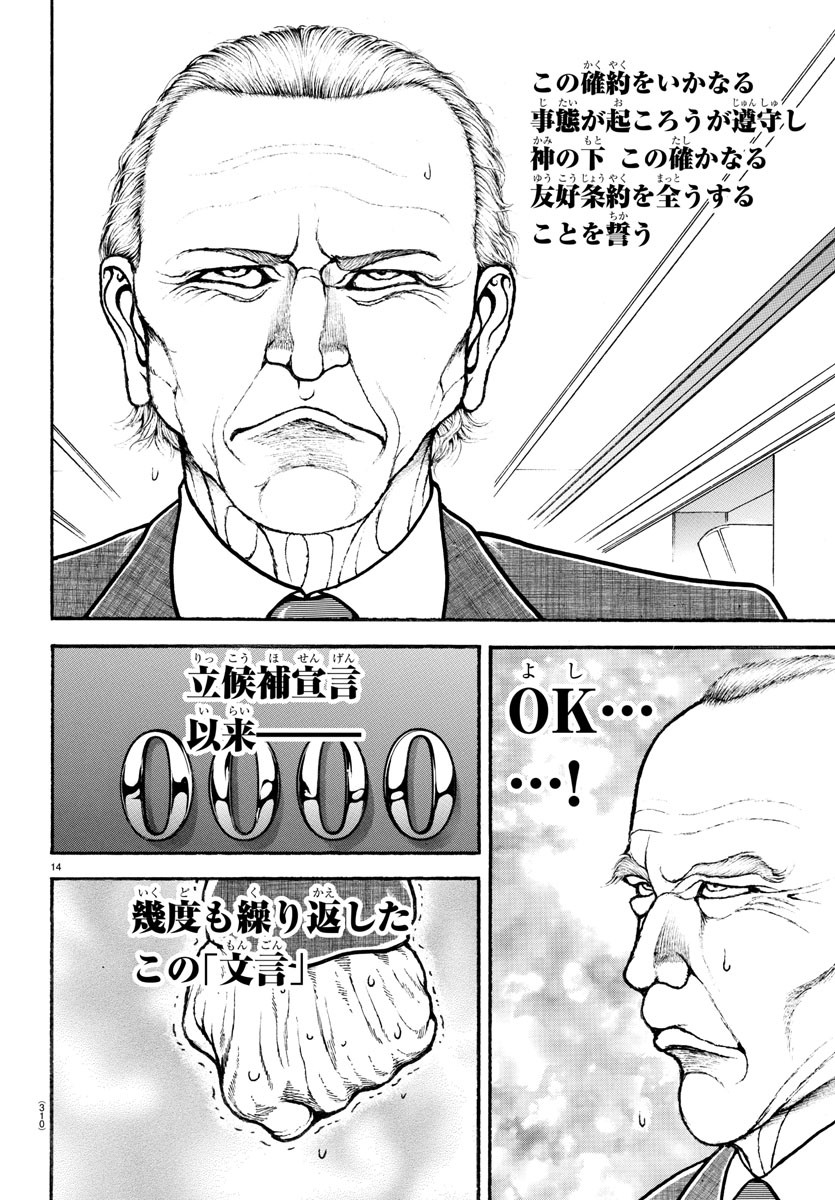 この確約をいかなる
事態が起ころうが遵守し
神の下 この確かなる
友好条約を全うする
ことを誓う
OK…
…!
立候補宣言
以来――
0000
幾度も繰り返した
この「文言」
14
(310)